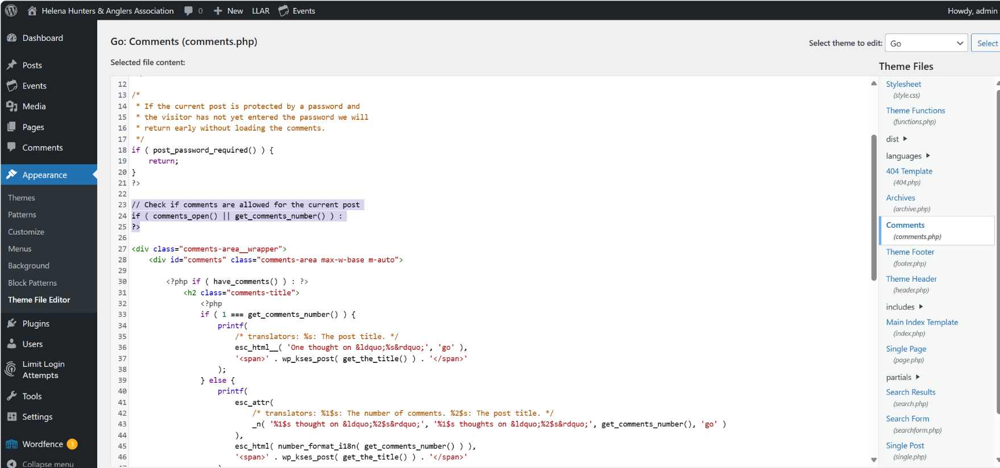 Helena Hunters & Anglers Association 0 New LLAR Events Howdy, admin
Dashboard
Posts
Events
Media
Pages
Comments
Appearance
Themes
Patterns
Customize
Menus
Background
Block Patterns
Theme File Editor
Plugins
Users
Limit Login
Attempts
Tools
Settings
Wordfence 3
Collapse menu
Go: Comments (comments.php)
Select theme to edit: Go Select
Selected file content:
12
13 /*
14  * If the current post is protected by a password and
15  * the visitor has not yet entered the password we will
16  * return early without loading the comments.
17  */
18 if ( post_password_required() ) {
19     return;
20 }
21 ?>
22
23 // Check if comments are allowed for the current post
24 if ( comments_open() || get_comments_number() ) :
25 ?>
26
27 <div class="comments-area__wrapper">
28     <div id="comments" class="comments-area max-w-base m-auto">
29
30         <?php if ( have_comments() ) : ?>
31             <h2 class="comments-title">
32                 <?php
33                 if ( 1 === get_comments_number() ) {
34                     printf(
35                         /* translators: %s: The post title. */
36                         esc_html__( 'One thought on &ldquo;%s&rdquo;', 'go' ),
37                         '<span>' . wp_kses_post( get_the_title() ) . '</span>'
38                     );
39                 } else {
40                     printf(
41                         esc_attr(
42                             /* translators: %1$s: The number of comments. %2$s: The post title. */
43                             _n( '%1$s thought on &ldquo;%2$s&rdquo;', '%1$s thoughts on &ldquo;%2$s&rdquo;', get_comments_number(), 'go' )
44                         ),
45                         esc_html( number_format_i18n( get_comments_number() ) ),
46                         '<span>' . wp_kses_post( get_the_title() ) . '</span>'
Theme Files
Stylesheet
(style.css)
Theme Functions
(functions.php)
dist
languages
404 Template
(404.php)
Archives
(archive.php)
Comments
(comments.php)
Theme Footer
(footer.php)
Theme Header
(header.php)
includes
Main Index Template
(index.php)
Single Page
(page.php)
partials
Search Results
(search.php)
Search Form
(searchform.php)
Single Post
(single.php)